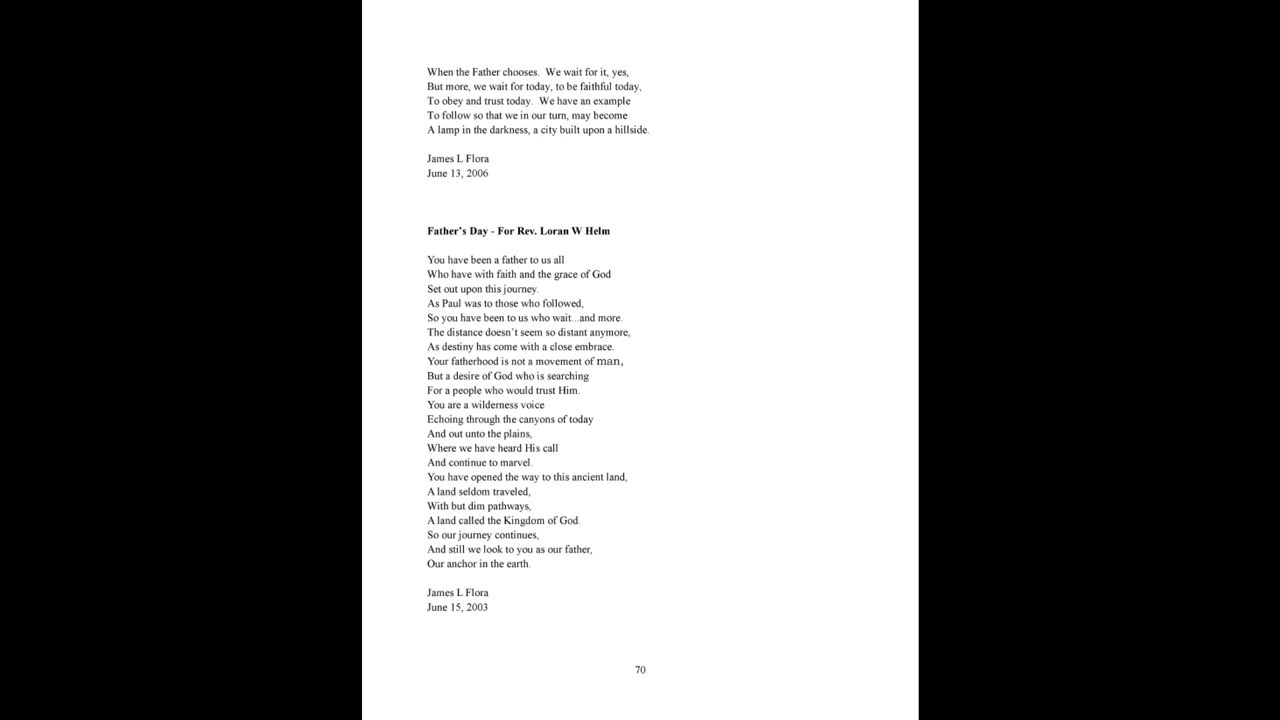 When the Father chooses.  We wait for it, yes,
But more, we wait for today, to be faithful today,
To obey and trust today.  We have an example
To follow so that we in our turn, may become
A lamp in the darkness, a city built upon a hillside.
James L Flora
June 13, 2006
Father's Day - For Rev. Loran W Helm
You have been a father to us all
Who have with faith and the grace of God
Set out upon this journey.
As Paul was to those who followed,
So you have been to us who wait...and more.
The distance doesn't seem so distant anymore,
As destiny has come with a close embrace.
Your fatherhood is not a movement of man,
But a desire of God who is searching
For a people who would trust Him.
You are a wilderness voice
Echoing through the canyons of today
And out unto the plains,
Where we have heard His call
And continue to marvel.
You have opened the way to this ancient land,
A land seldom traveled,
With but dim pathways,
A land called the Kingdom of God.
So our journey continues,
And still we look to you as our father,
Our anchor in the earth.
James L Flora
June 15, 2003
70